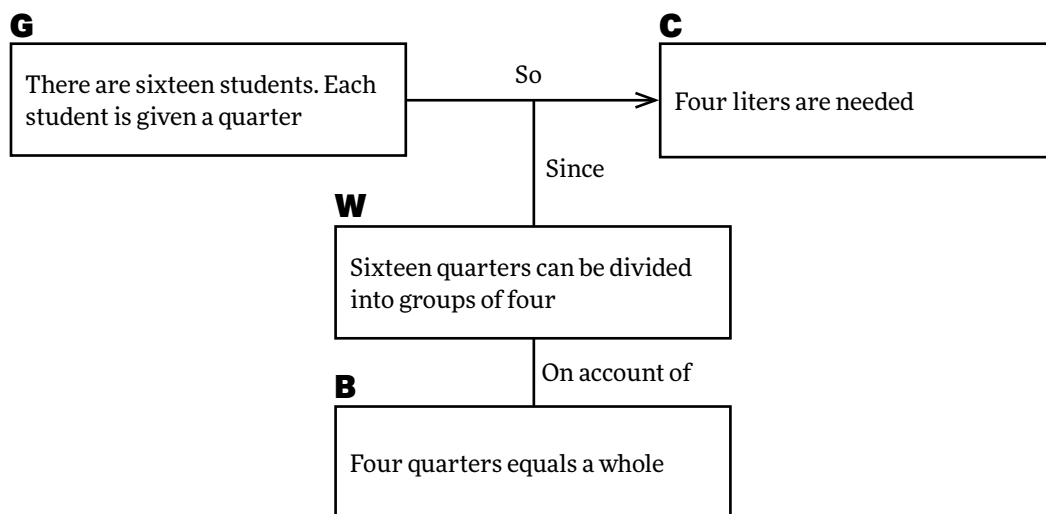 G
There are sixteen students. Each
student is given a quarter
So
C
Four liters are needed
Since
W
Sixteen quarters can be divided
into groups of four
On account of
B
Four quarters equals a whole